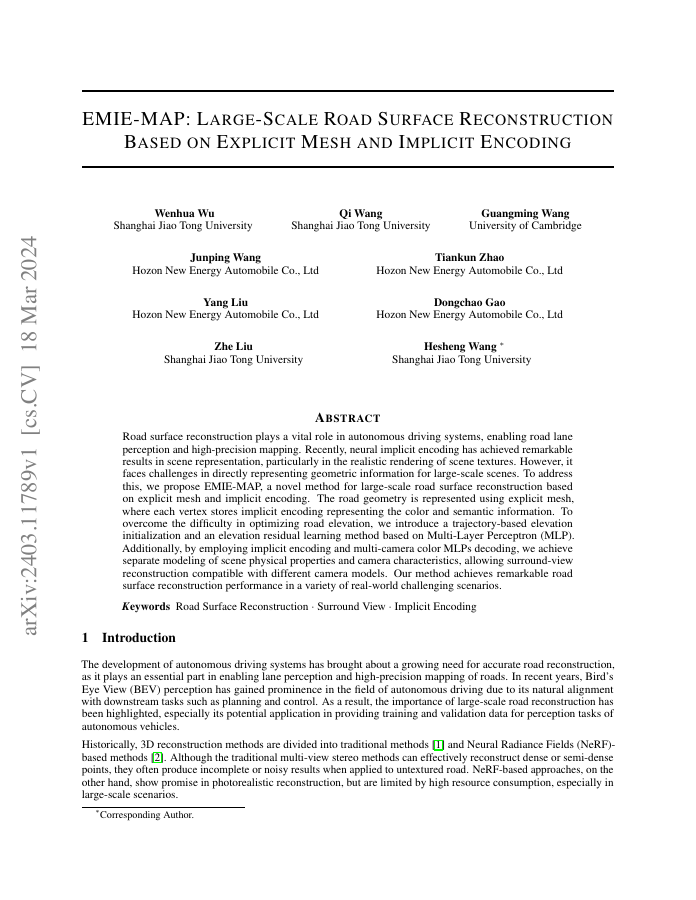 arXiv:2403.11789v1 [cs.CV] 18 Mar 2024
EMIE-MAP: LARGE-SCALE ROAD SURFACE RECONSTRUCTION
BASED ON EXPLICIT MESH AND IMPLICIT ENCODING
Wenhua Wu
Shanghai Jiao Tong University
Qi Wang
Shanghai Jiao Tong University
Guangming Wang
University of Cambridge
Junping Wang
Hozon New Energy Automobile Co., Ltd
Tiankun Zhao
Hozon New Energy Automobile Co., Ltd
Yang Liu
Hozon New Energy Automobile Co., Ltd
Dongchao Gao
Hozon New Energy Automobile Co., Ltd
Zhe Liu
Shanghai Jiao Tong University
Hesheng Wang *
Shanghai Jiao Tong University
ABSTRACT
Road surface reconstruction plays a vital role in autonomous driving systems, enabling road lane
perception and high-precision mapping. Recently, neural implicit encoding has achieved remarkable
results in scene representation, particularly in the realistic rendering of scene textures. However, it
faces challenges in directly representing geometric information for large-scale scenes. To address
this, we propose EMIE-MAP, a novel method for large-scale road surface reconstruction based
on explicit mesh and implicit encoding. The road geometry is represented using explicit mesh,
where each vertex stores implicit encoding representing the color and semantic information. To
overcome the difficulty in optimizing road elevation, we introduce a trajectory-based elevation
initialization and an elevation residual learning method based on Multi-Layer Perceptron (MLP).
Additionally, by employing implicit encoding and multi-camera color MLPs decoding, we achieve
separate modeling of scene physical properties and camera characteristics, allowing surround-view
reconstruction compatible with different camera models. Our method achieves remarkable road
surface reconstruction performance in a variety of real-world challenging scenarios.
Keywords Road Surface Reconstruction · Surround View · Implicit Encoding
1 Introduction
The development of autonomous driving systems has brought about a growing need for accurate road reconstruction,
as it plays an essential part in enabling lane perception and high-precision mapping of roads. In recent years, Bird's
Eye View (BEV) perception has gained prominence in the field of autonomous driving due to its natural alignment
with downstream tasks such as planning and control. As a result, the importance of large-scale road reconstruction has
been highlighted, especially its potential application in providing training and validation data for perception tasks of
autonomous vehicles.
Historically, 3D reconstruction methods are divided into traditional methods [1] and Neural Radiance Fields (NeRF)-
based methods [2]. Although the traditional multi-view stereo methods can effectively reconstruct dense or semi-dense
points, they often produce incomplete or noisy results when applied to untextured road. NeRF-based approaches, on the
other hand, show promise in photorealistic reconstruction, but are limited by high resource consumption, especially in
large-scale scenarios.
*Corresponding Author.